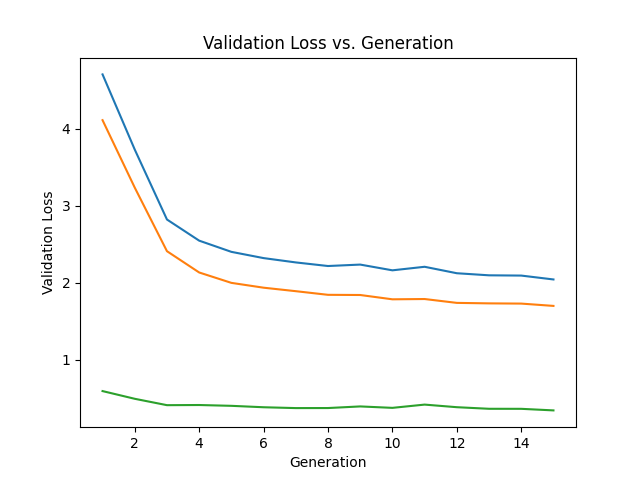 Validation Loss vs. Generation
Validation Loss
4
3
2
1
2 4 6 8 10 12 14
Generation